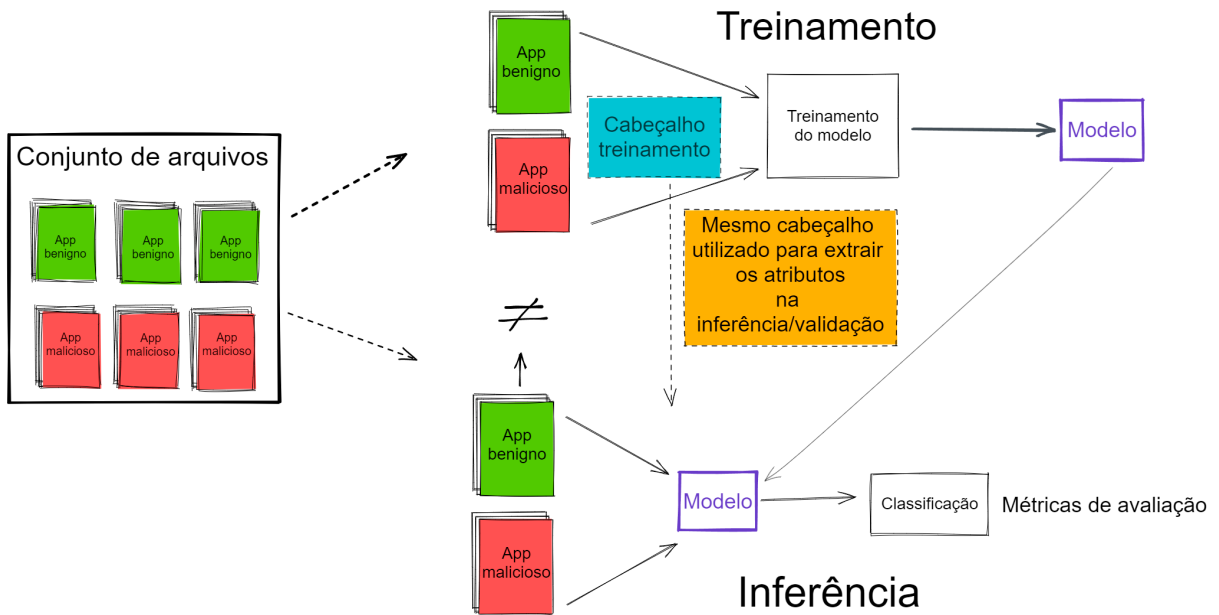 Treinamento
Conjunto de arquivos
App
benigno
App
benigno
App
benigno
App
malicioso
App
malicioso
App
malicioso
App
benigno
App
malicioso
Cabeçalho
treinamento
Treinamento
do modelo
Modelo
Mesmo cabeçalho
utilizado para extrair
os atributos
na
inferência/validação
≠
App
benigno
App
malicioso
Modelo
Classificação
Métricas de avaliação
Inferência